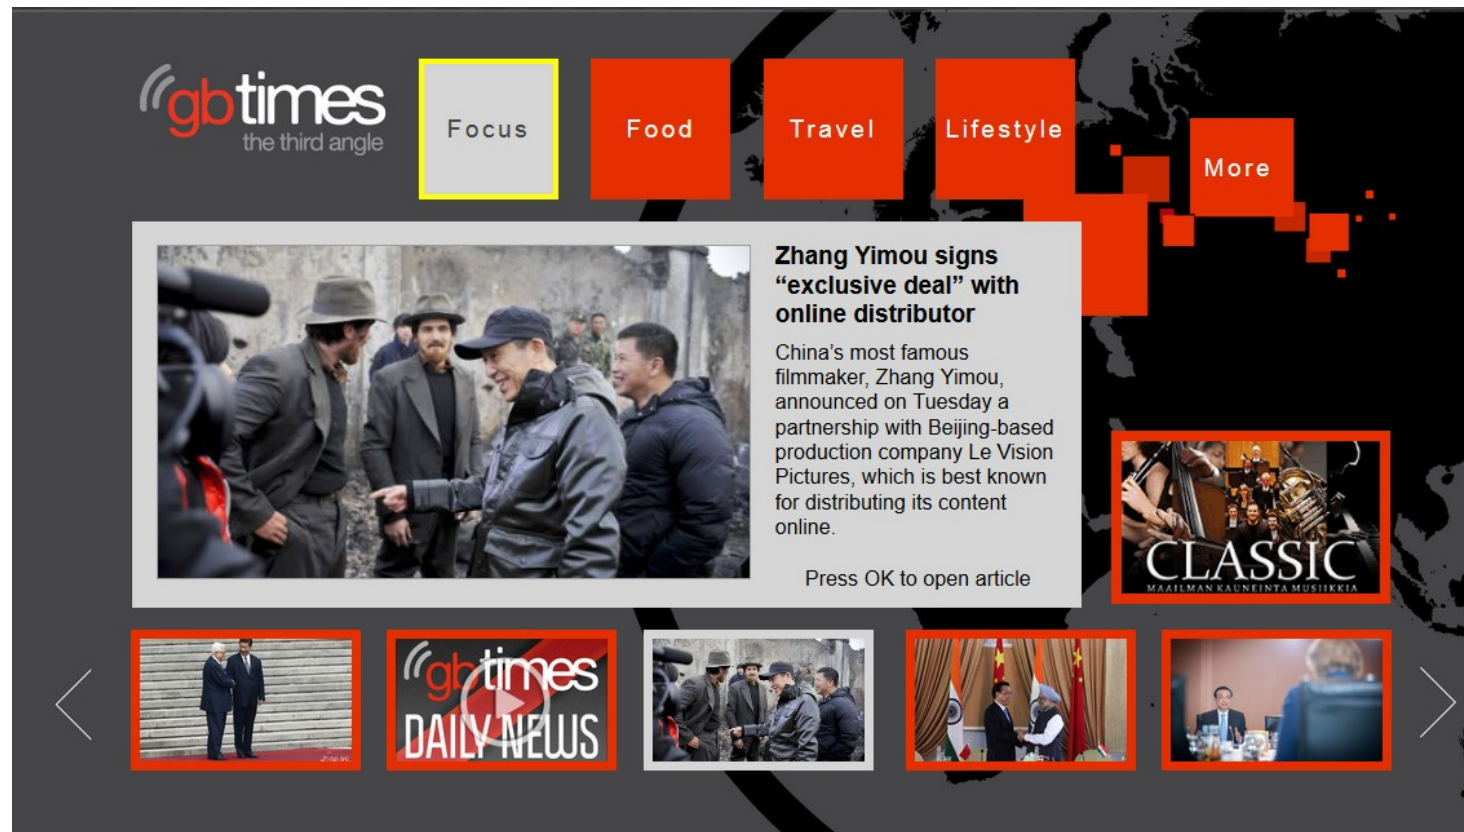 gbtimes
the third angle
Focus
Food
Travel
Lifestyle
More
Zhang Yimou signs
“exclusive deal” with
online distributor
China’s most famous
filmmaker, Zhang Yimou,
announced on Tuesday a
partnership with Beijing-based
production company Le Vision
Pictures, which is best known
for distributing its content
online.
Press OK to open article
CLASSIC
MAAILMAN KAUNEINTA MUSIIKKIA
gbtimes
DAILY NEWS